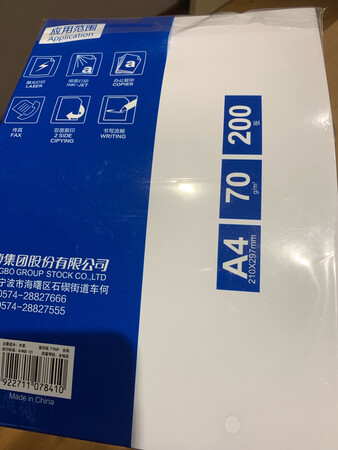 应用范围
Application
激光打印
LASER
喷墨打印
INK-JET
办公复印
COPIER
传真
FAX
双面复印
2 SIDE
CIPYING
书写流畅
WRITING
200
张
70
g/m²
A4
210X297mm
集团股份有限公司
GBO GROUP STOCK CO.,LTD.
宁波市海曙区石碶街道车何
0574-28827666
0574-28827555
922711078410
Made in China